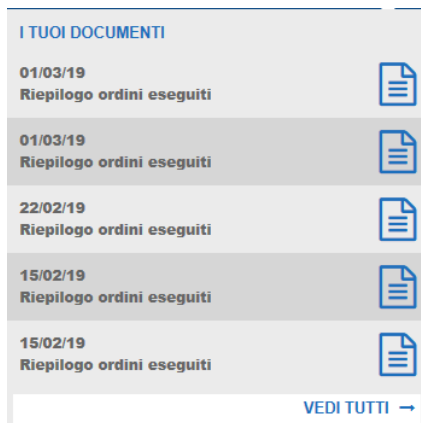 I TUOI DOCUMENTI
01/03/19
Riepilogo ordini eseguiti
01/03/19
Riepilogo ordini eseguiti
22/02/19
Riepilogo ordini eseguiti
15/02/19
Riepilogo ordini eseguiti
15/02/19
Riepilogo ordini eseguiti
VEDI TUTTI →